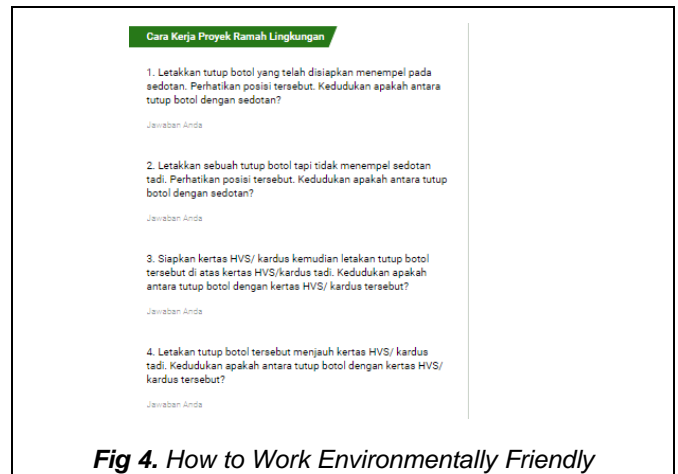 Cara Kerja Proyek Ramah Lingkungan
1. Letakkan tutup botol yang telah disiapkan menempel pada
sedotan. Perhatikan posisi tersebut. Kedudukan apakah antara
tutup botol dengan sedotan?
Jawaban Anda
2. Letakkan sebuah tutup botol tapi tidak menempel sedotan
tadi. Perhatikan posisi tersebut. Kedudukan apakah antara tutup
botol dengan sedotan?
Jawaban Anda
3. Siapkan kertas HVS/ kardus kemudian letakan tutup botol
tersebut di atas kertas HVS/kardus tadi. Kedudukan apakah
antara tutup botol dengan kertas HVS/ kardus tersebut?
Jawaban Anda
4. Letakan tutup botol tersebut menjauh kertas HVS/ kardus
tadi. Kedudukan apakah antara tutup botol dengan kertas HVS/
kardus tersebut?
Jawaban Anda
Fig 4. How to Work Environmentally Friendly